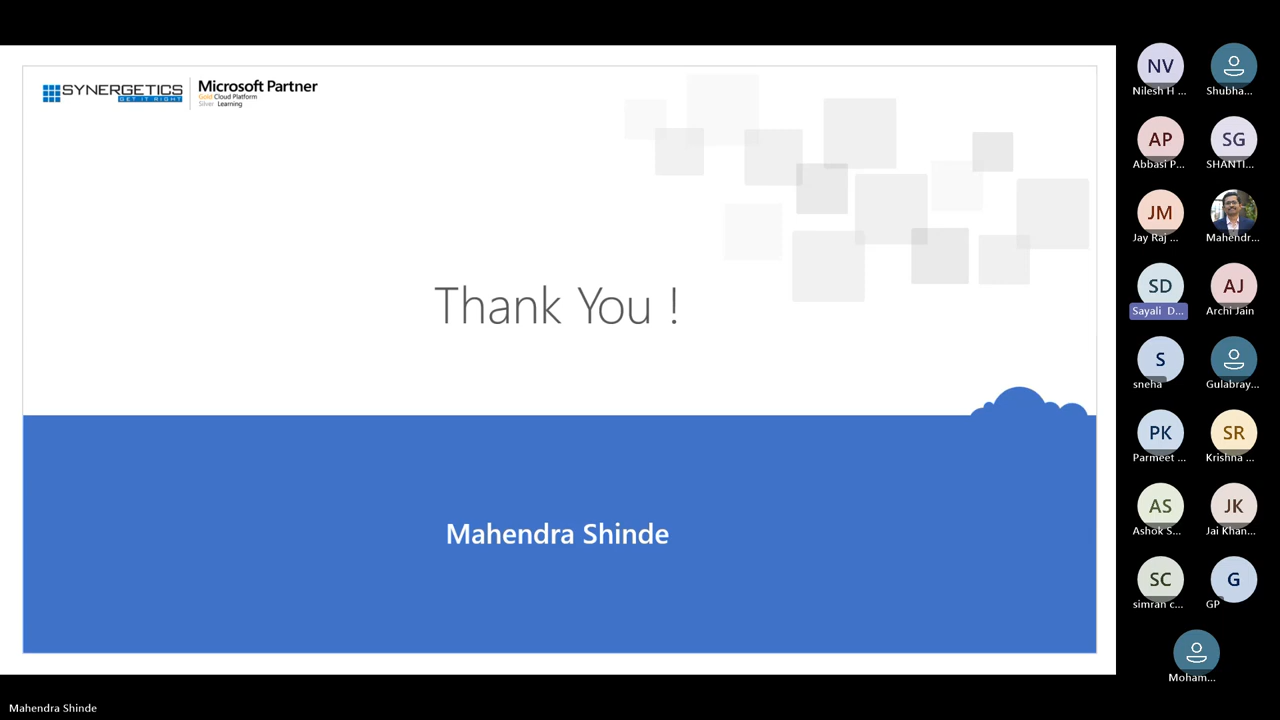 SYNERGETICS
GET IT RIGHT
Microsoft Partner
Gold Cloud Platform
Silver Learning
Thank You !
Mahendra Shinde
NV
Nilesh H ...
Shubha...
AP
Abbasi P...
SG
SHANTI...
JM
Jay Raj ...
Mahendr...
SD
Sayali D...
AJ
Archi Jain
S
sneha
Gulabray...
PK
Parmeet ...
SR
Krishna ...
AS
Ashok S...
JK
Jai Khan...
SC
simran c...
G
GP
Moham...
Mahendra Shinde